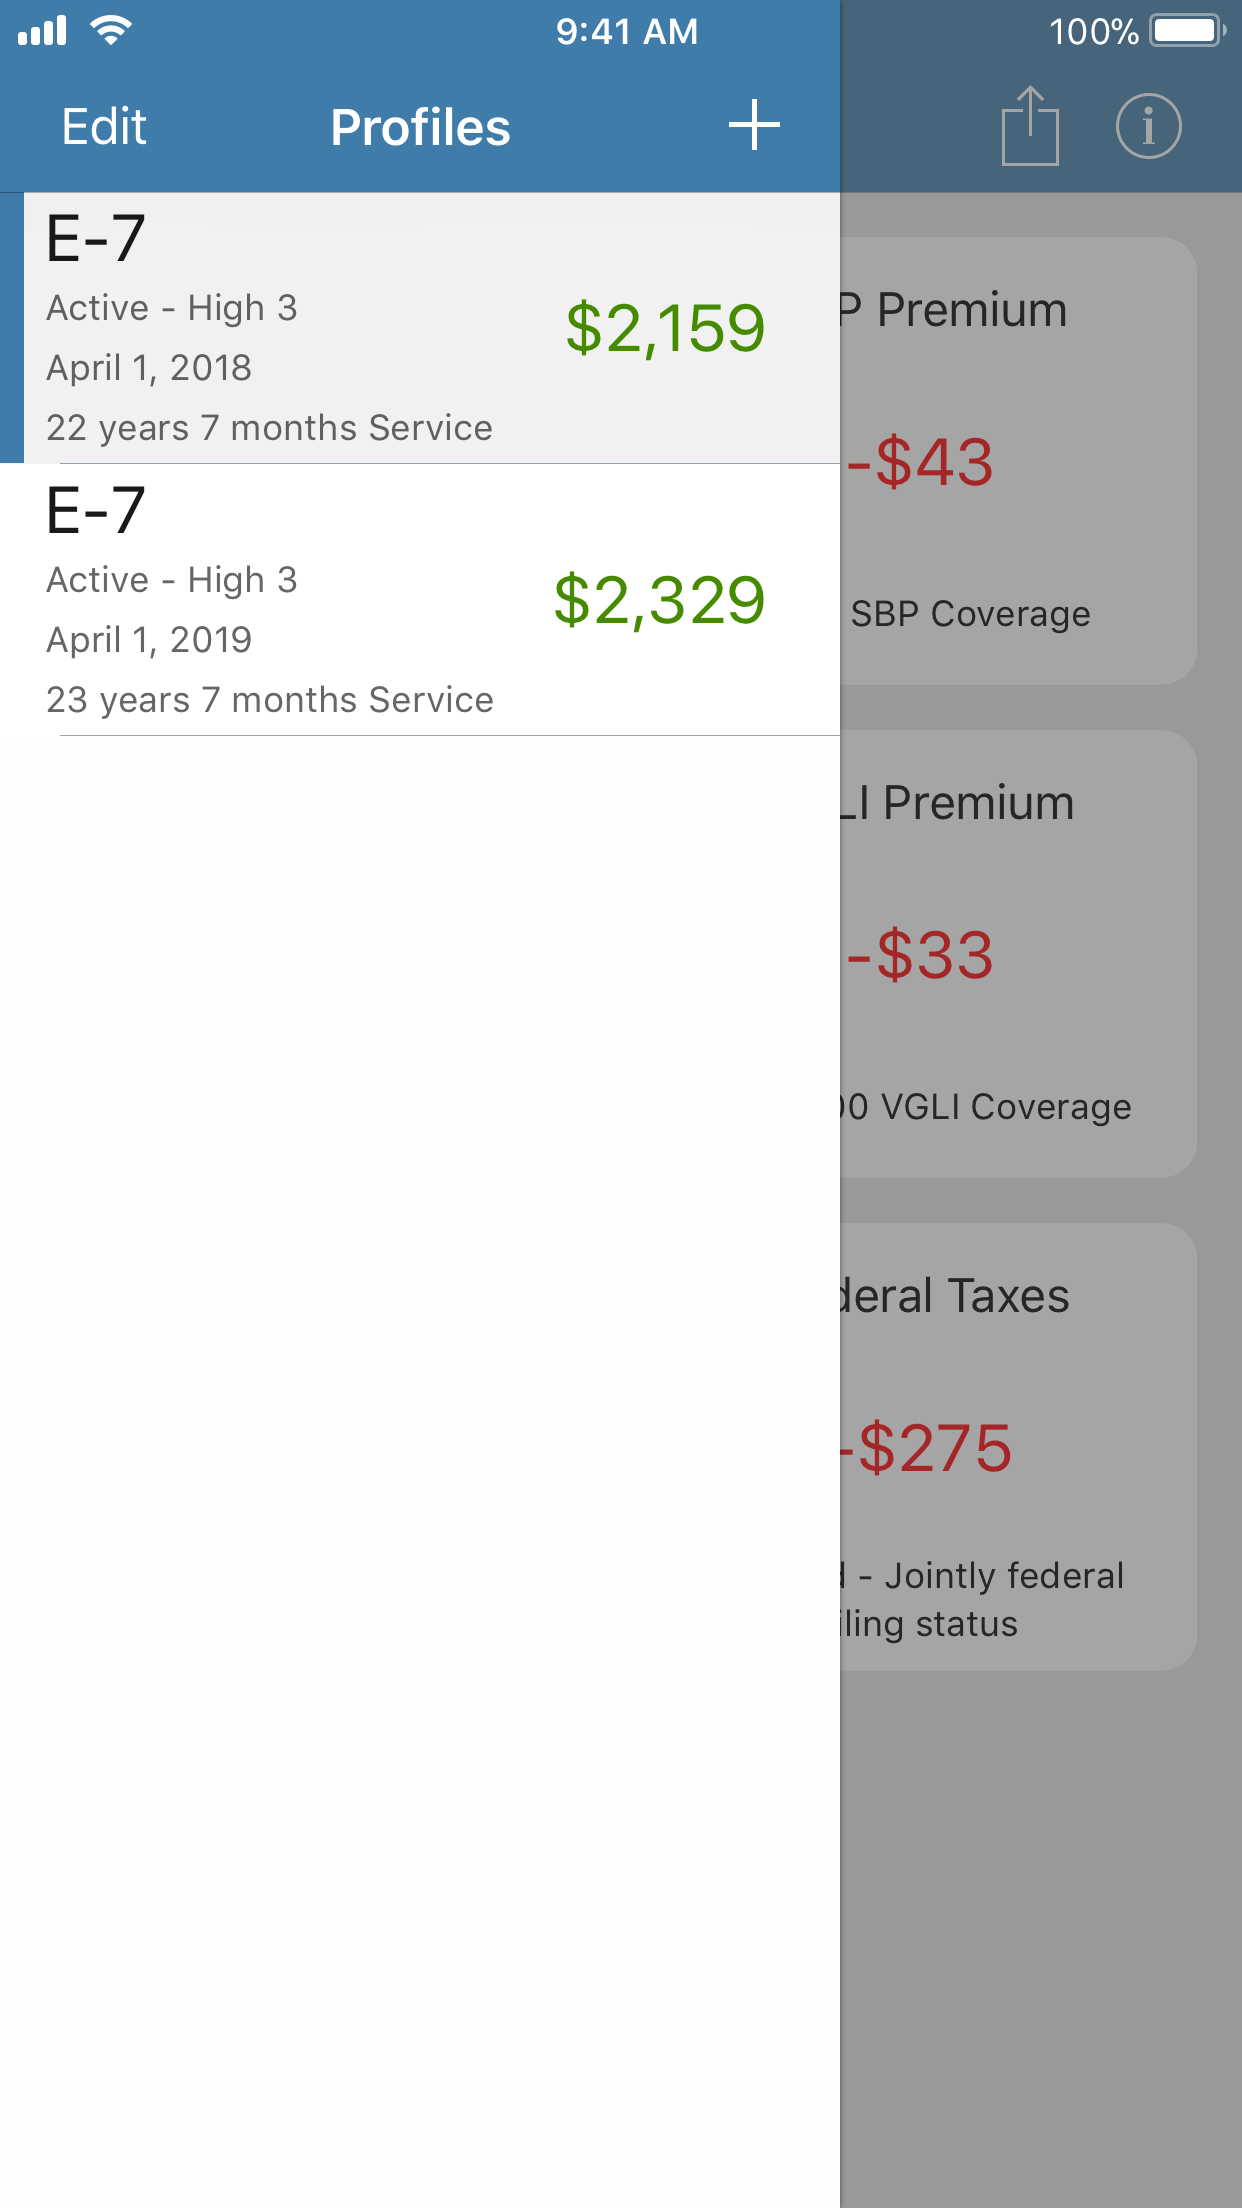 9:41 AM
100%
Edit
Profiles
E-7
Active - High 3
$2,159
April 1, 2018
22 years 7 months Service
E-7
Active - High 3
$2,329
April 1, 2019
23 years 7 months Service
P Premium
-$43
SBP Coverage
LI Premium
-$33
00 VGLI Coverage
deral Taxes
-$275
d - Jointly federal
iling status